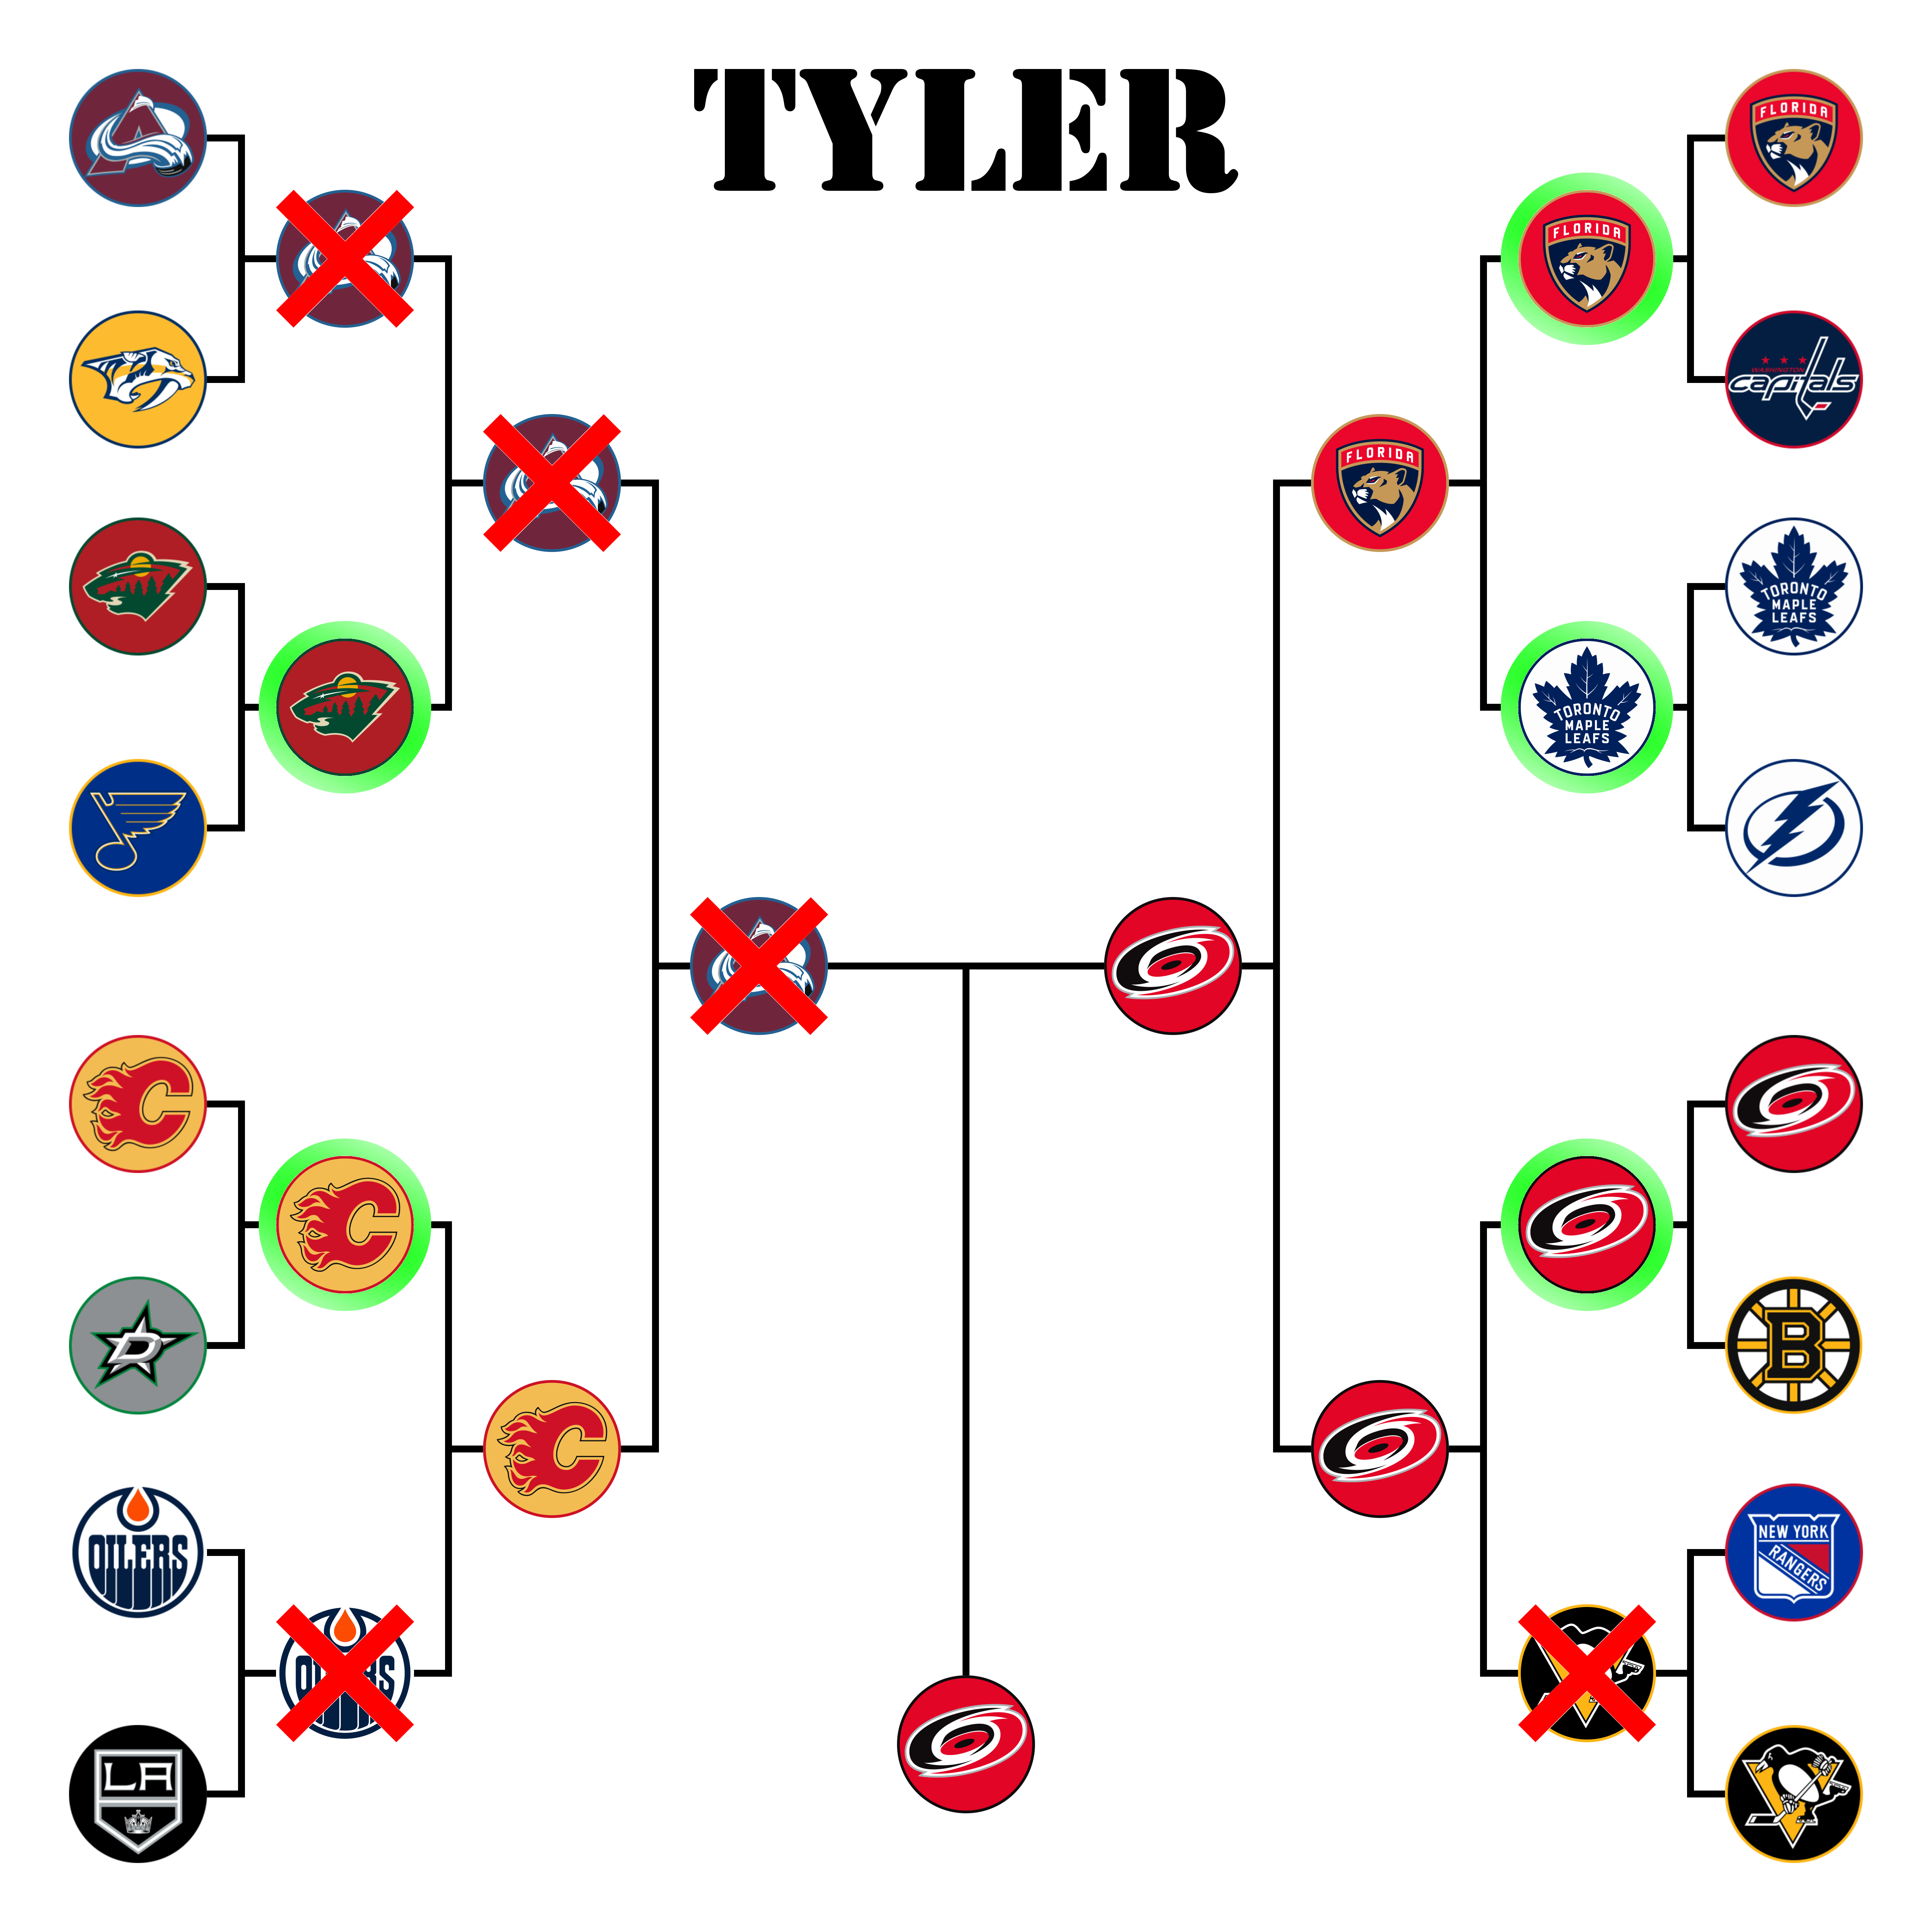 TYLER
FLORIDA
FLORIDA
WASHINGTON
capitals
FLORIDA
TORONTO
MAPLE
LEAFS
TORONTO
MAPLE
LEAFS
C
B
C
D
C
OILERS
NEW YORK
RANGERS
LA